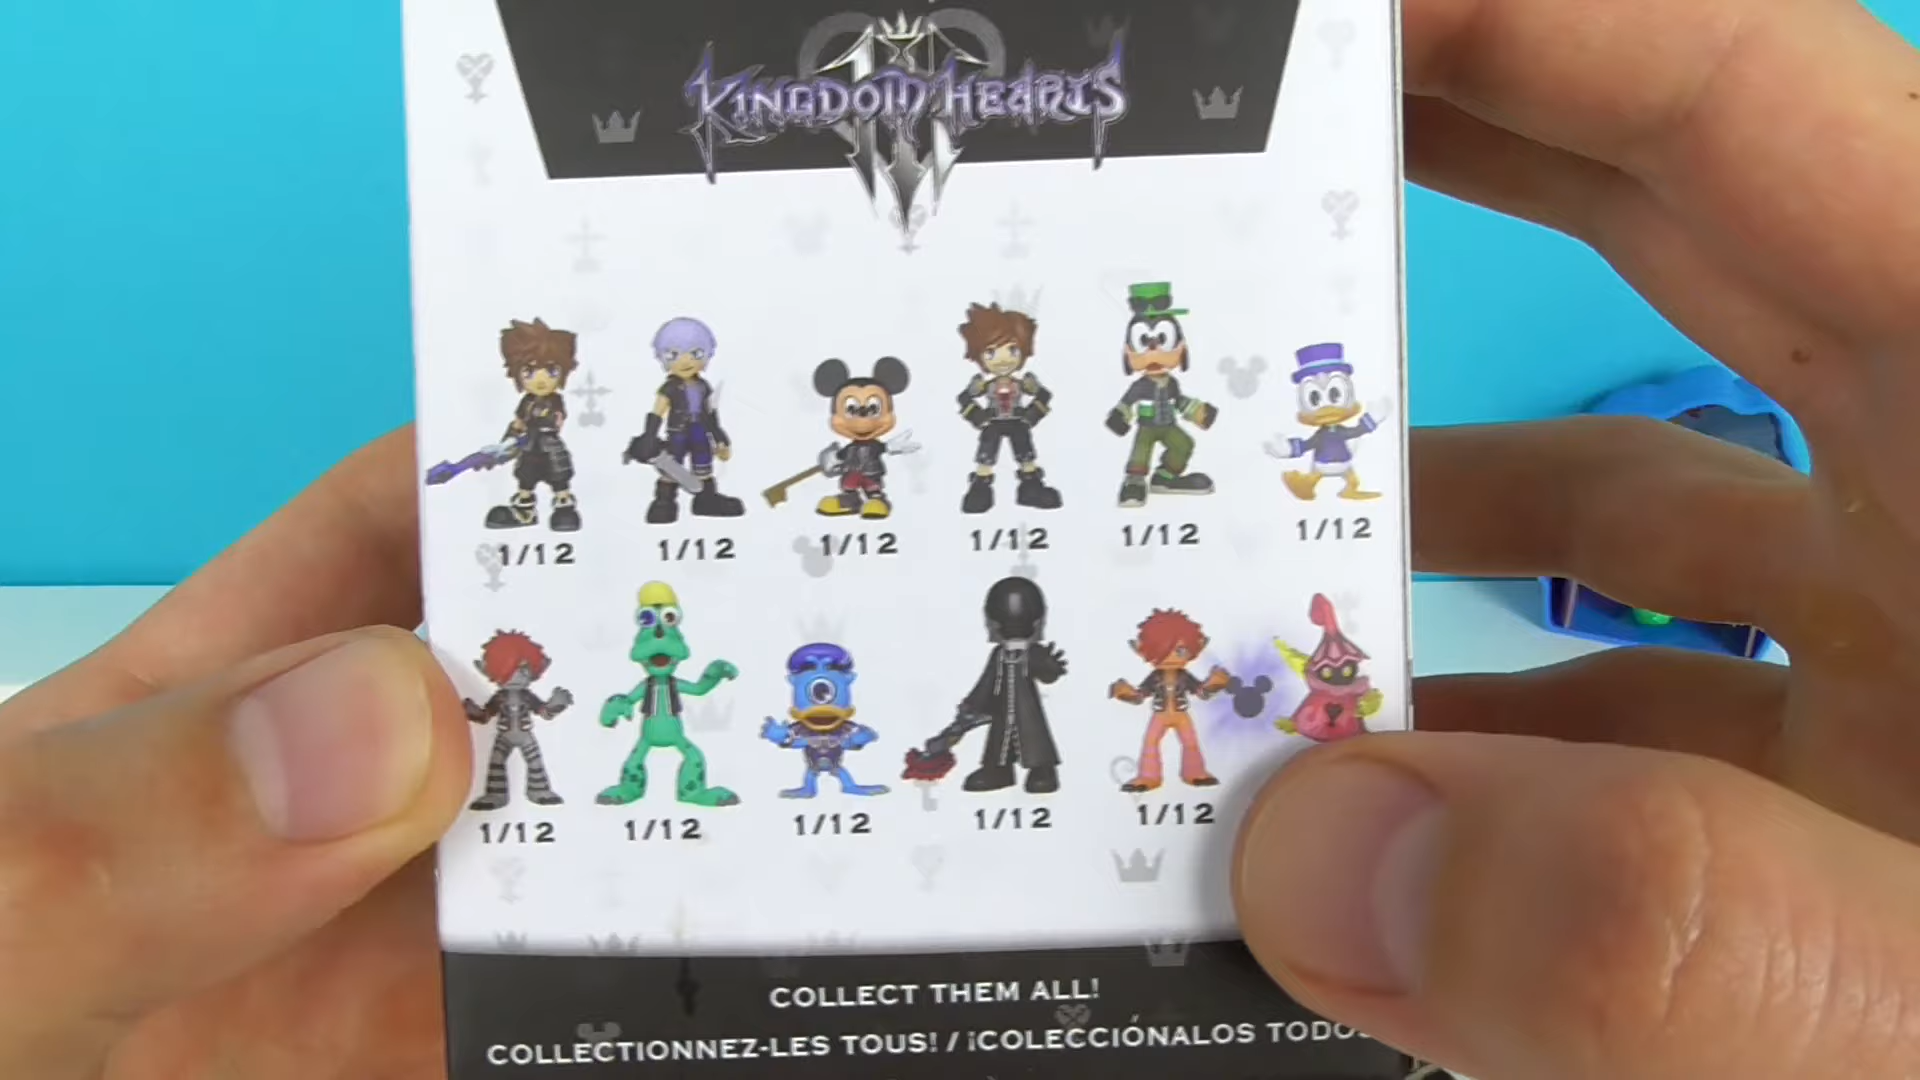 KINGDOM HEARTS
III
1/12 1/12 1/12 1/12 1/12 1/12
1/12 1/12 1/12 1/12 1/12
COLLECT THEM ALL!
COLLECTIONNEZ-LES TOUS! / ¡COLECCIÓNALOS